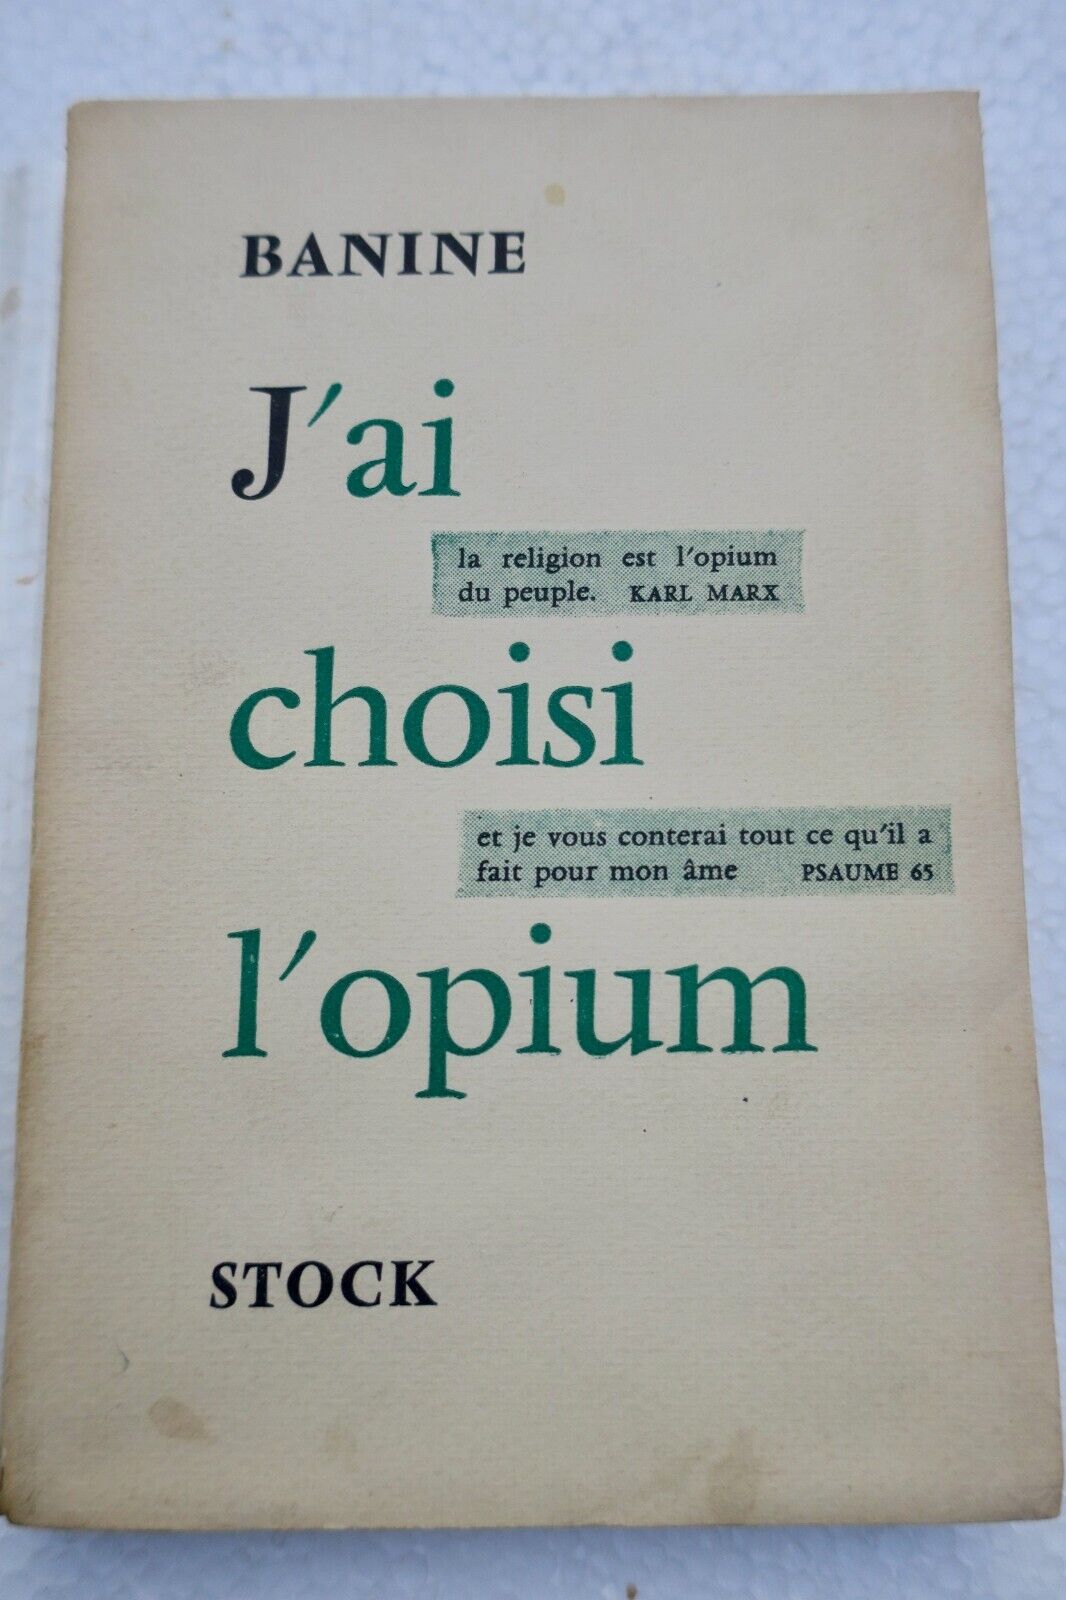 BANINE
J'ai
la religion est l'opium
du peuple. KARL MARX
choisi
et je vous conterai tout ce qu'il a
fait pour mon âme PSAUME 65
l'opium
STOCK